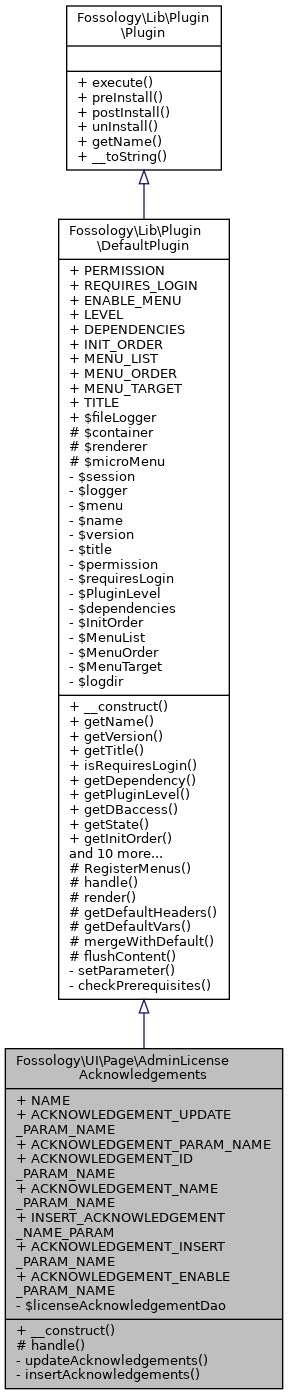 Fossology\Lib\Plugin
\Plugin
+ execute()
+ preInstall()
+ postInstall()
+ unInstall()
+ getName()
+ __toString()
Fossology\Lib\Plugin
\DefaultPlugin
+ PERMISSION
+ REQUIRES_LOGIN
+ ENABLE_MENU
+ LEVEL
+ DEPENDENCIES
+ INIT_ORDER
+ MENU_LIST
+ MENU_ORDER
+ MENU_TARGET
+ TITLE
+ $fileLogger
# $container
# $renderer
# $microMenu
- $session
- $logger
- $menu
- $name
- $version
- $title
- $permission
- $requiresLogin
- $PluginLevel
- $dependencies
- $InitOrder
- $MenuList
- $MenuOrder
- $MenuTarget
- $logdir
+ __construct()
+ getName()
+ getVersion()
+ getTitle()
+ isRequiresLogin()
+ getDependency()
+ getPluginLevel()
+ getDBaccess()
+ getState()
+ getInitOrder()
and 10 more...
# RegisterMenus()
# handle()
# render()
# getDefaultHeaders()
# getDefaultVars()
# mergeWithDefault()
# flushContent()
- setParameter()
- checkPrerequisites()
Fossology\UI\Page\AdminLicense
Acknowledgements
+ NAME
+ ACKNOWLEDGEMENT_UPDATE
_PARAM_NAME
+ ACKNOWLEDGEMENT_PARAM_NAME
+ ACKNOWLEDGEMENT_ID
_PARAM_NAME
+ ACKNOWLEDGEMENT_NAME
_PARAM_NAME
+ INSERT_ACKNOWLEDGEMENT
_NAME_PARAM
+ ACKNOWLEDGEMENT_INSERT
_PARAM_NAME
+ ACKNOWLEDGEMENT_ENABLE
_PARAM_NAME
- $licenseAcknowledgementDao
+ __construct()
# handle()
- updateAcknowledgements()
- insertAcknowledgements()